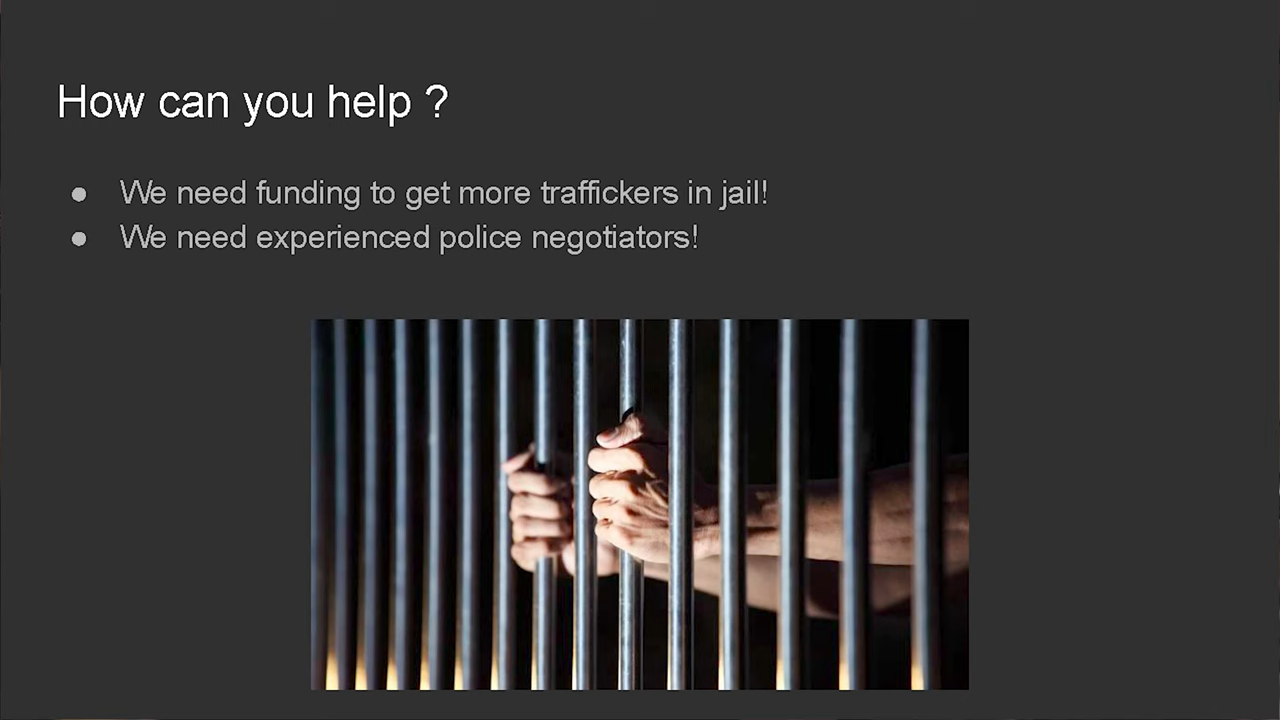 How can you help ?
● We need funding to get more traffickers in jail!
● We need experienced police negotiators!